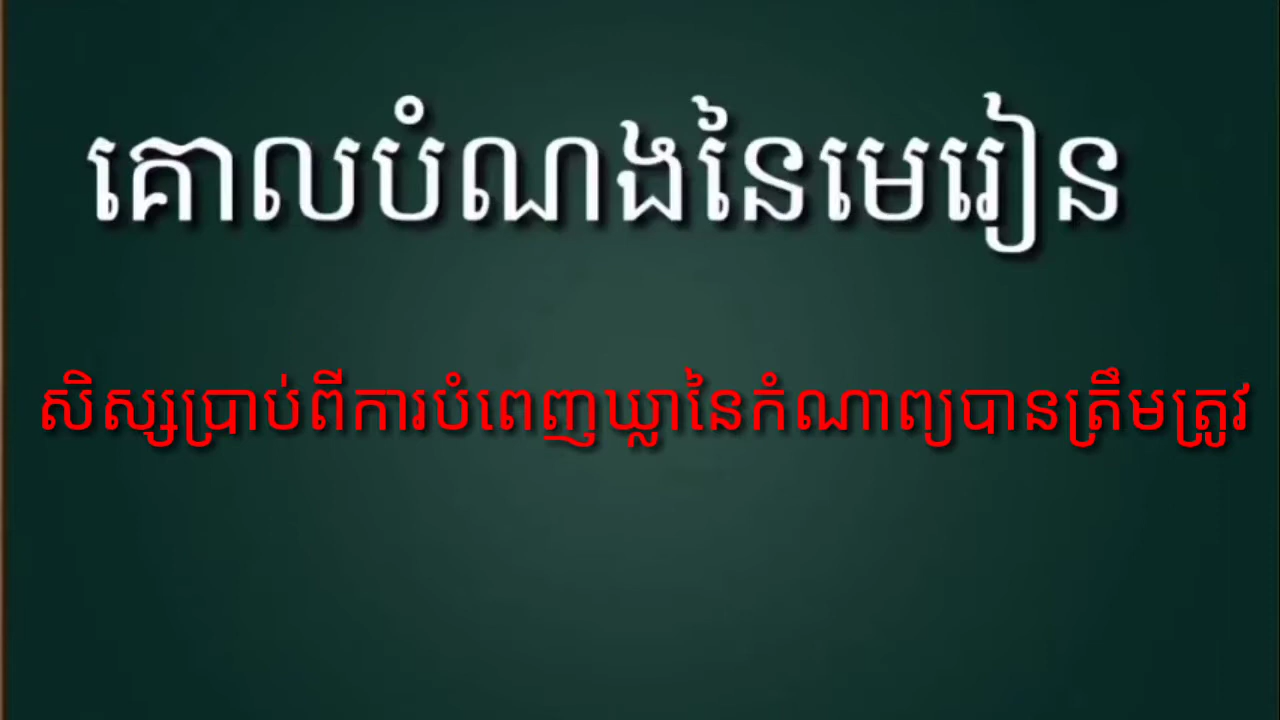 គោលបំណងនៃមេរៀន
សិស្សប្រាប់ពីការបំពេញឃ្លានៃកំណាព្យបានត្រឹមត្រូវ